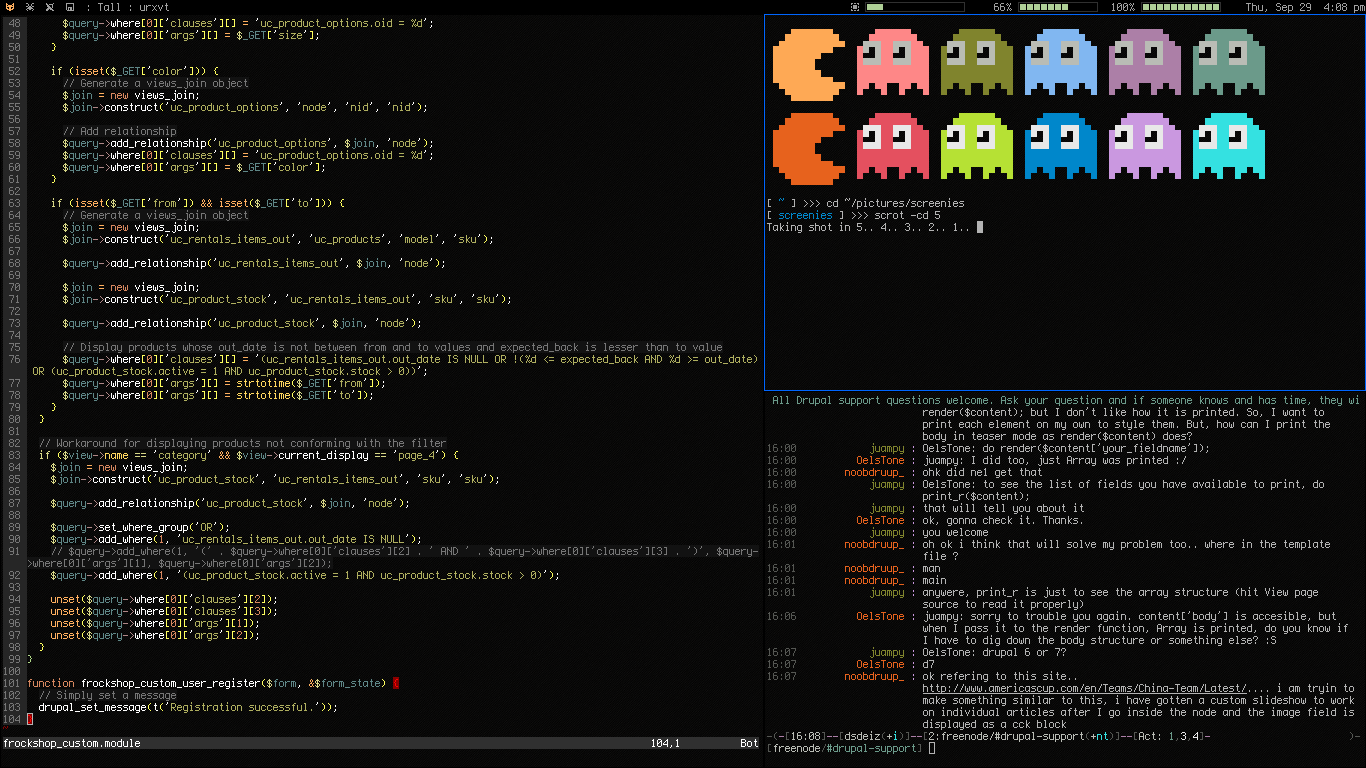 : Tall : urxvt
66%
100%
Thu, Sep 29 4:08 pm
48 $query->where[0]['clauses'][] = 'uc_product_options.oid = %d';
49 $query->where[0]['args'][] = $_GET['size'];
50 }
51
52 if (isset($_GET['color'])) {
53 // Generate a views_join object
54 $join = new views_join;
55 $join->construct('uc_product_options', 'node', 'nid', 'nid');
56
57 // Add relationship
58 $query->add_relationship('uc_product_options', $join, 'node');
59 $query->where[0]['clauses'][] = 'uc_product_options.oid = %d';
60 $query->where[0]['args'][] = $_GET['color'];
61 }
62
63 if (isset($_GET['from']) && isset($_GET['to'])) {
64 // Generate a views_join object
65 $join = new views_join;
66 $join->construct('uc_rentals_items_out', 'uc_products', 'model', 'sku');
67
68 $query->add_relationship('uc_rentals_items_out', $join, 'node');
69
70 $join = new views_join;
71 $join->construct('uc_product_stock', 'uc_rentals_items_out', 'sku', 'sku');
72
73 $query->add_relationship('uc_product_stock', $join, 'node');
74
75 // Display products whose out_date is not between from and to values and expected_back is lesser than to value
76 $query->where[0]['clauses'][] = '(uc_rentals_items_out.out_date IS NULL OR !(%d <= expected_back AND %d >= out_date)
OR (uc_product_stock.active = 1 AND uc_product_stock.stock > 0))';
77 $query->where[0]['args'][] = strtotime($_GET['from']);
78 $query->where[0]['args'][] = strtotime($_GET['to']);
79 }
80 }
81
82 // Workaround for displaying products not conforming with the filter
83 if ($view->name == 'category' && $view->current_display == 'page_4') {
84 $join = new views_join;
85 $join->construct('uc_product_stock', 'uc_rentals_items_out', 'sku', 'sku');
86
87 $query->add_relationship('uc_product_stock', $join, 'node');
88
89 $query->set_where_group('OR');
90 $query->add_where(1, 'uc_rentals_items_out.out_date IS NULL');
91 // $query->add_where(1, '(' . $query->where[0]['clauses'][2] . ' AND ' . $query->where[0]['clauses'][3] . ')', $query-
>where[0]['args'][1], $query->where[0]['args'][2]);
92 $query->add_where(1, '(uc_product_stock.active = 1 AND uc_product_stock.stock > 0)');
93
94 unset($query->where[0]['clauses'][2]);
95 unset($query->where[0]['clauses'][3]);
96 unset($query->where[0]['args'][1]);
97 unset($query->where[0]['args'][2]);
98 }
99 }
100
101 function frockshop_custom_user_register($form, &$form_state) {
102 // Simply set a message
103 drupal_set_message(t('Registration successful.'));
104 }
~
frockshop_custom.module 104,1 Bot
[ ~ ] >>> cd ~/pictures/screenies
[ screenies ] >>> scrot -cd 5
Taking shot in 5.. 4.. 3.. 2.. 1..
All Drupal support questions welcome. Ask your question and if someone knows and has time, they wi
render($content); but I don't like how it is printed. So, I want to
print each element on my own to style them. But, how can I print the
body in teaser mode as render($content) does?
16:00 juampy : OelsTone: do render($content['your_fieldname']);
16:00 OelsTone : juampy: I did too, just Array was printed :/
16:00 noobdruup_ : ohk did ne1 get that
16:00 juampy : OelsTone: to see the list of fields you have available to print, do
print_r($content);
16:00 juampy : that will tell you about it
16:00 OelsTone : ok, gonna check it. Thanks.
16:00 juampy : you welcome
16:01 noobdruup_ : oh ok i think that will solve my problem too.. where in the template
file ?
16:01 noobdruup_ : man
16:01 noobdruup_ : main
16:01 juampy : anywere, print_r is just to see the array structure (hit View page
source to read it properly)
16:06 OelsTone : juampy: sorry to trouble you again. content['body'] is accesible, but
when I pass it to the render function, Array is printed, do you know if
I have to dig down the body structure or something else? :S
16:07 juampy : OelsTone: drupal 6 or 7?
16:07 OelsTone : d7
16:07 noobdruup_ : ok refering to this site..
http://www.americascup.com/en/Teams/China-Team/Latest/.... i am tryin to
make something similar to this, i have gotten a custom slideshow to work
on individual articles after I go inside the node and the image field is
displayed as a cck block
-(-[16:08]--[dsdeiz(+i)]--[2:freenode/#drupal-support(+nt)]--[Act: 1,3,4]- )-
[freenode/#drupal-support]